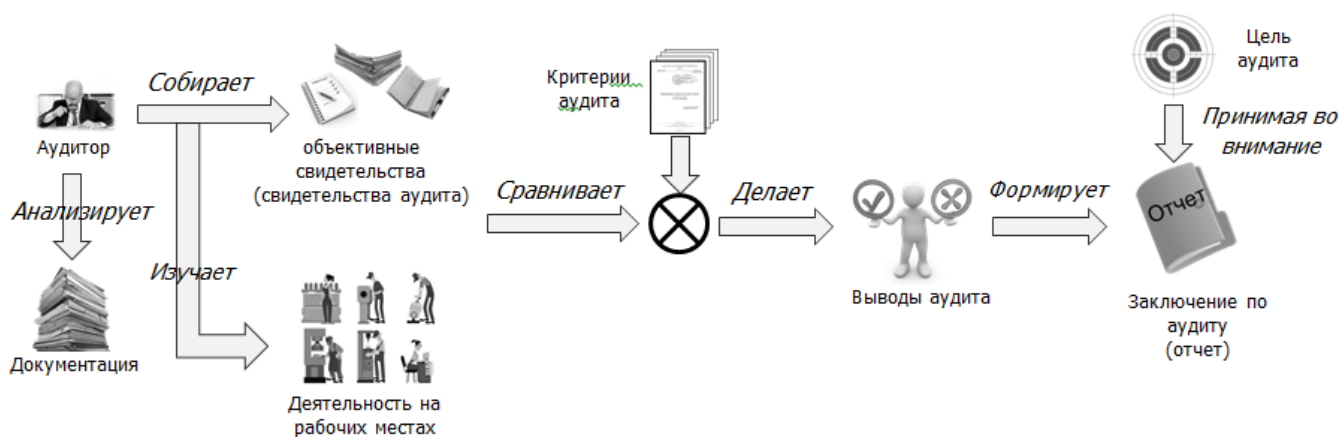 Собирает
Аудитор
Анализирует
Документация
Изучает
объективные
свидетельства
(свидетельства аудита)
Деятельность на
рабочих местах
Сравнивает
Критерии
аудита
Делает
Выводы аудита
Формирует
Цель
аудита
Принимая во
внимание
Отчет
Заключение по
аудиту
(отчет)